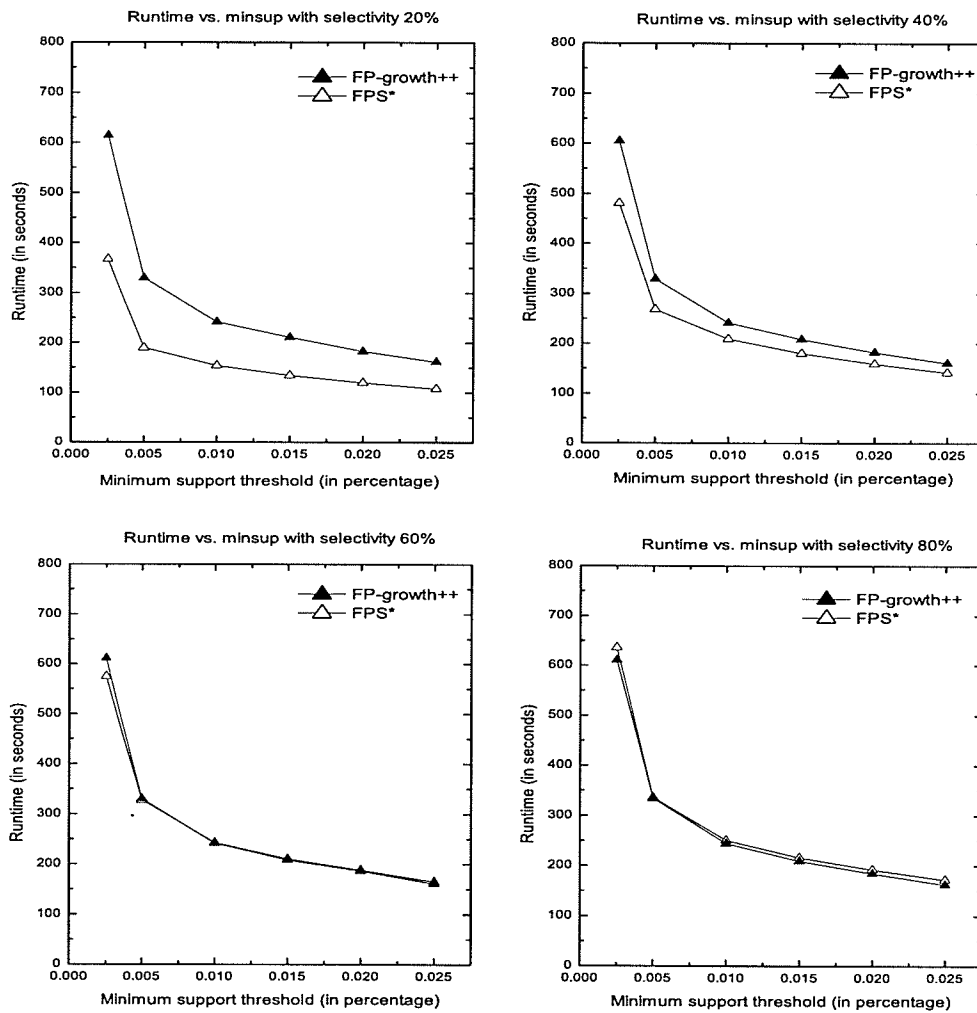 Runtime vs. minsup with selectivity 20%
800
700
600
500
400
300
200
100
0
Runtime (in seconds)
FP-growth++
FPS*
0.000 0.005 0.010 0.015 0.020 0.025
Minimum support threshold (in percentage)
Runtime vs. minsup with selectivity 40%
800
700
600
500
400
300
200
100
0
Runtime (in seconds)
FP-growth++
FPS*
0.000 0.005 0.010 0.015 0.020 0.025
Minimum support threshold (in percentage)
Runtime vs. minsup with selectivity 60%
800
700
600
500
400
300
200
100
0
Runtime (in seconds)
FP-growth++
FPS*
0.000 0.005 0.010 0.015 0.020 0.025
Minimum support threshold (in percentage)
Runtime vs. minsup with selectivity 80%
800
700
600
500
400
300
200
100
0
Runtime (in seconds)
FP-growth++
FPS*
0.000 0.005 0.010 0.015 0.020 0.025
Minimum support threshold (in percentage)